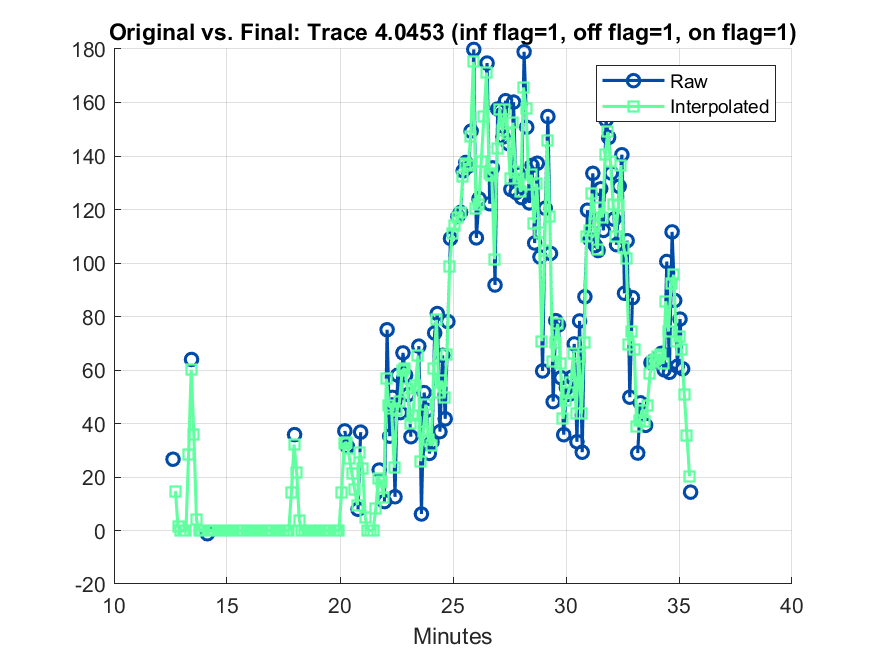 Original vs. Final: Trace 4.0453 (inf flag=1, off flag=1, on flag=1)
180
160
140
120
100
80
60
40
20
0
-20
Raw
Interpolated
10 15 20 25 30 35 40
Minutes